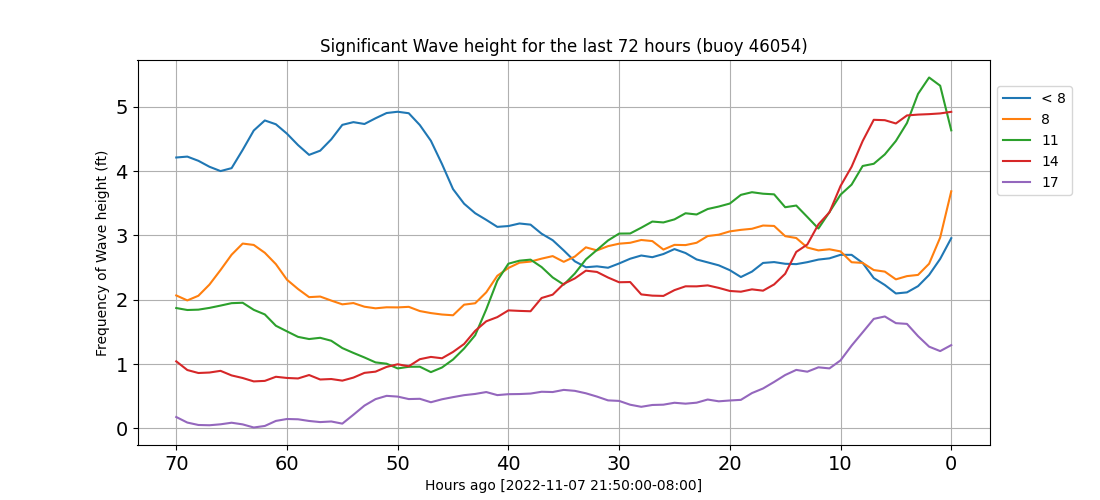 Significant Wave height for the last 72 hours (buoy 46054)
Frequency of Wave height (ft)
5
4
3
2
1
0
70 60 50 40 30 20 10 0
Hours ago [2022-11-07 21:50:00-08:00]
< 8
8
11
14
17